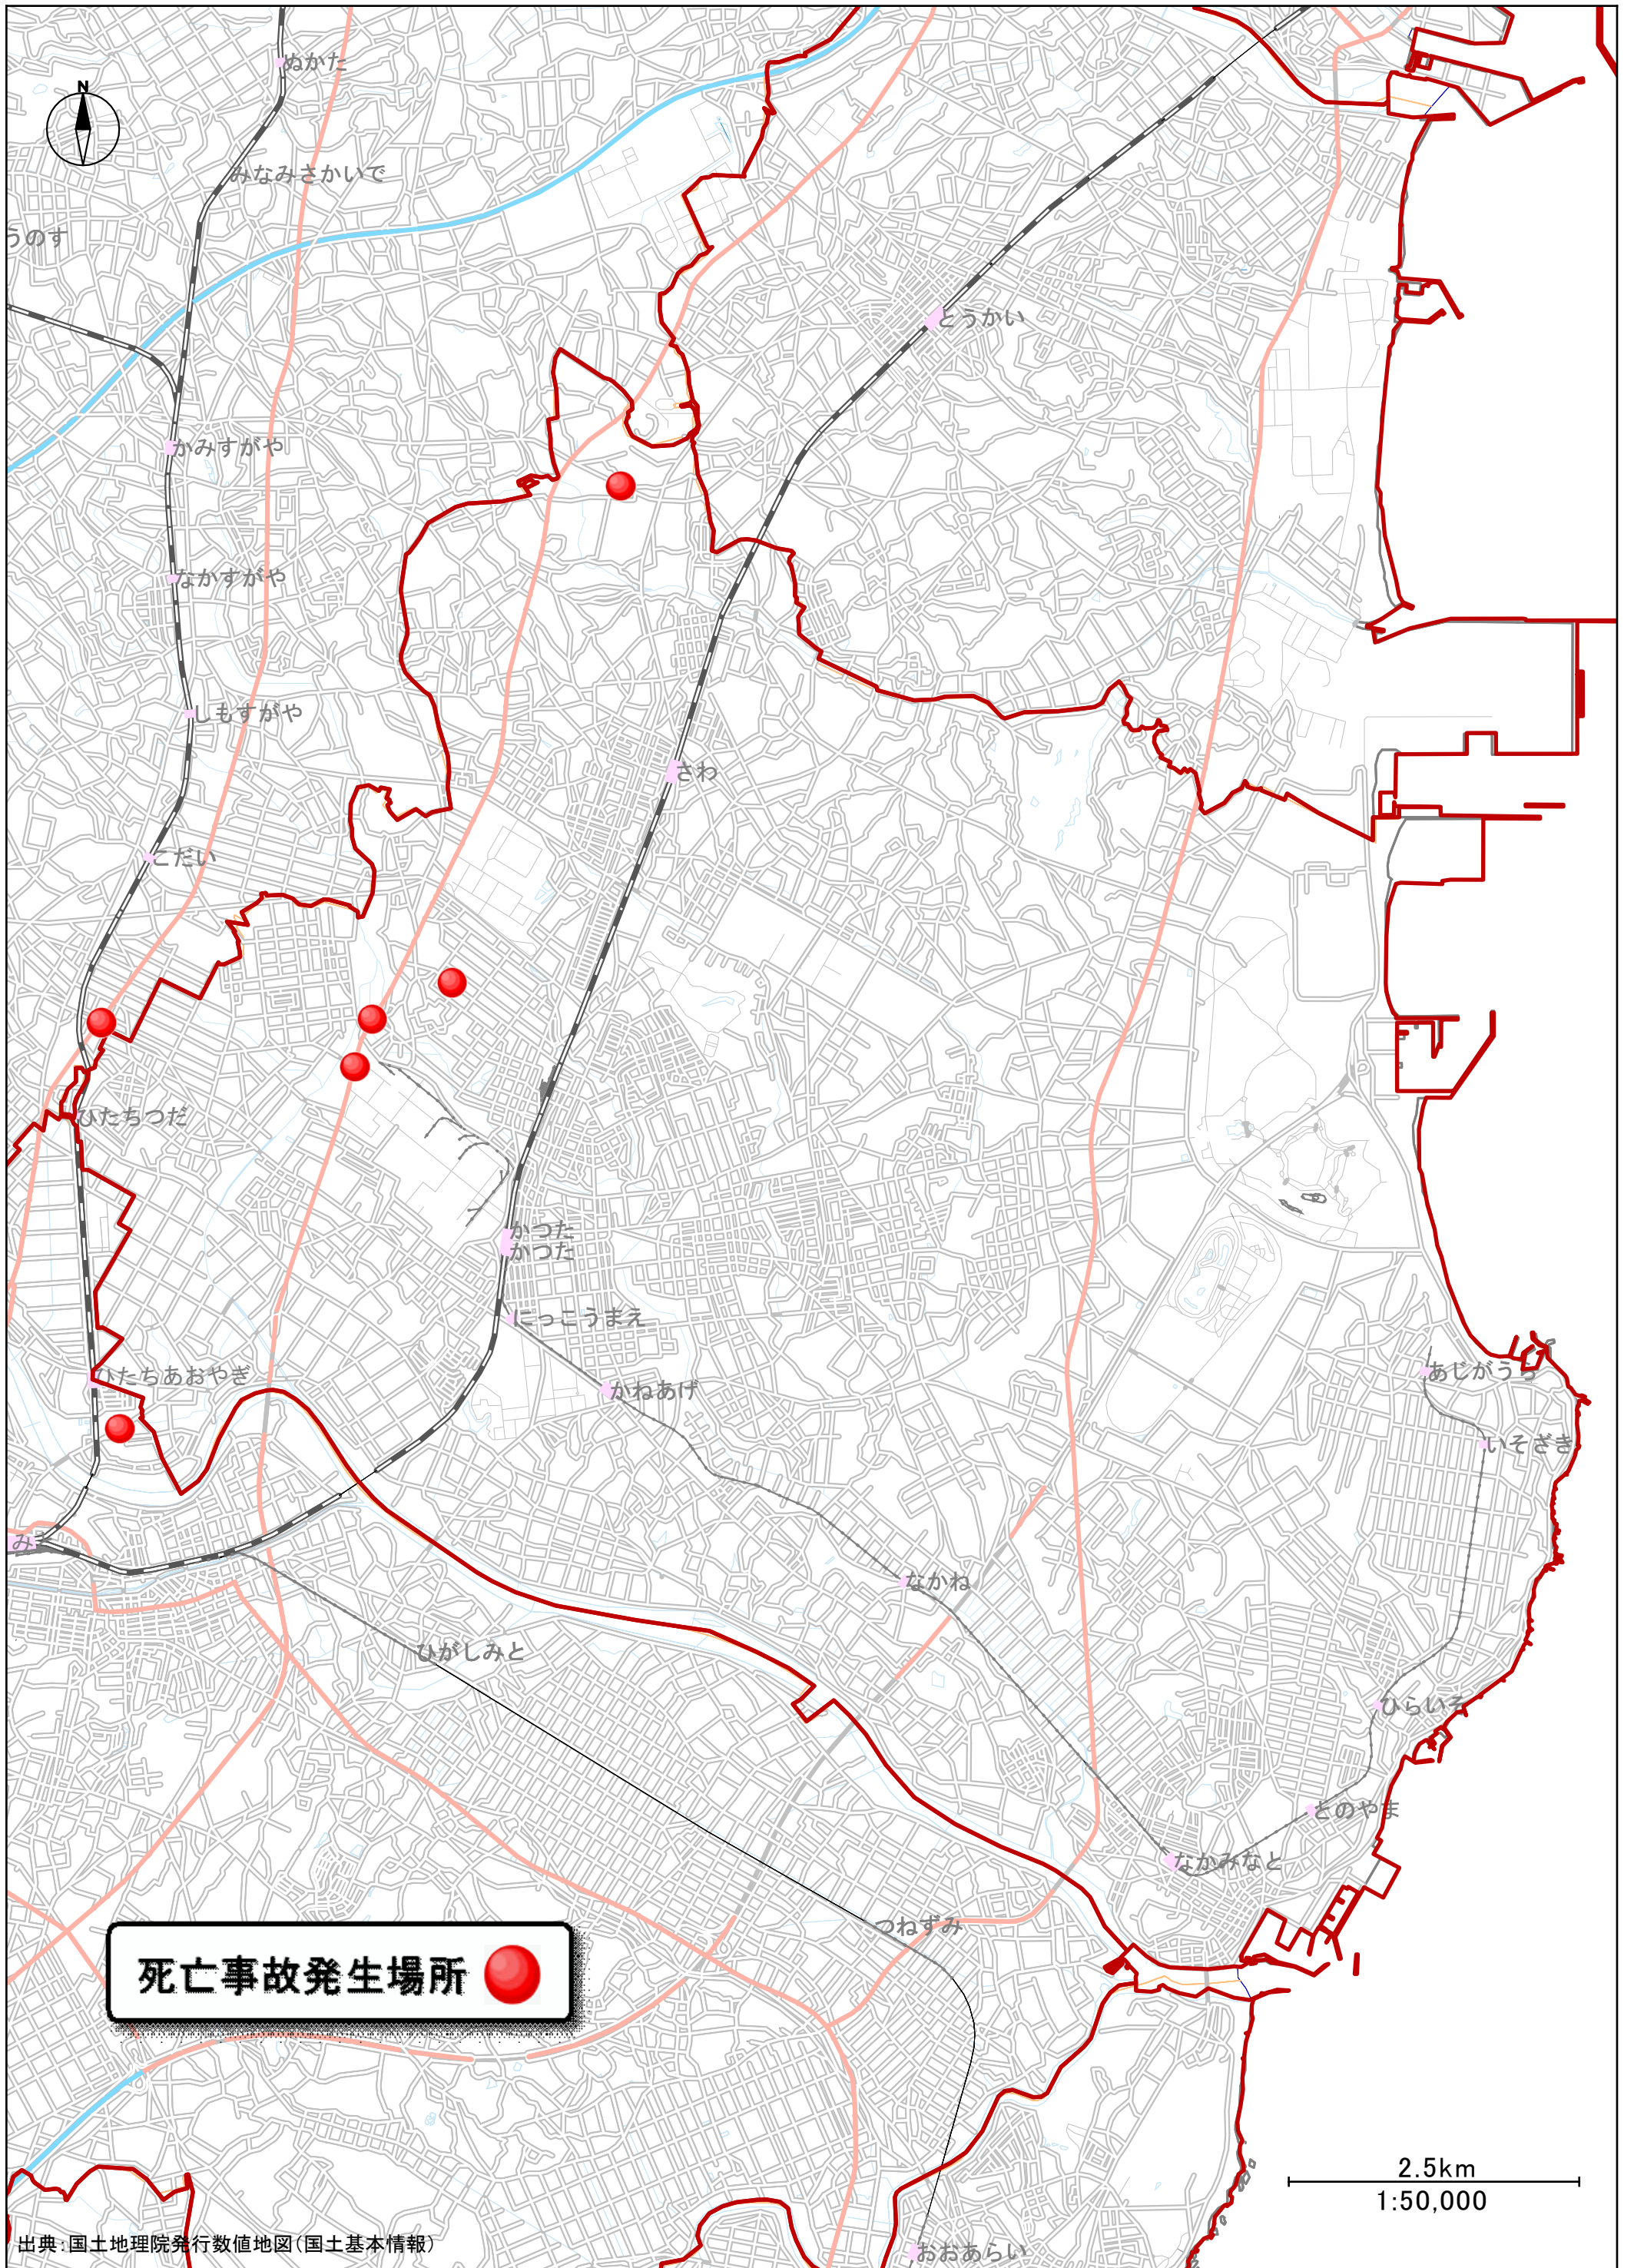 ぬかた
N
みなみさかいで
うのす
とうかい
かみすがや
なかすがや
しもすがや
さわ
こだい
ひたちつだ
かつた
かつた
にっこうまえ
あじがうら
ひたちあおやぎ
かねあげ
いそざき
み
なかね
ひがしみと
ひらいそ
とのやま
なかみなと
つねずみ
死亡事故発生場所
2.5km
1:50,000
出典:国土地理院発行数値地図(国土基本情報)
おおあらい